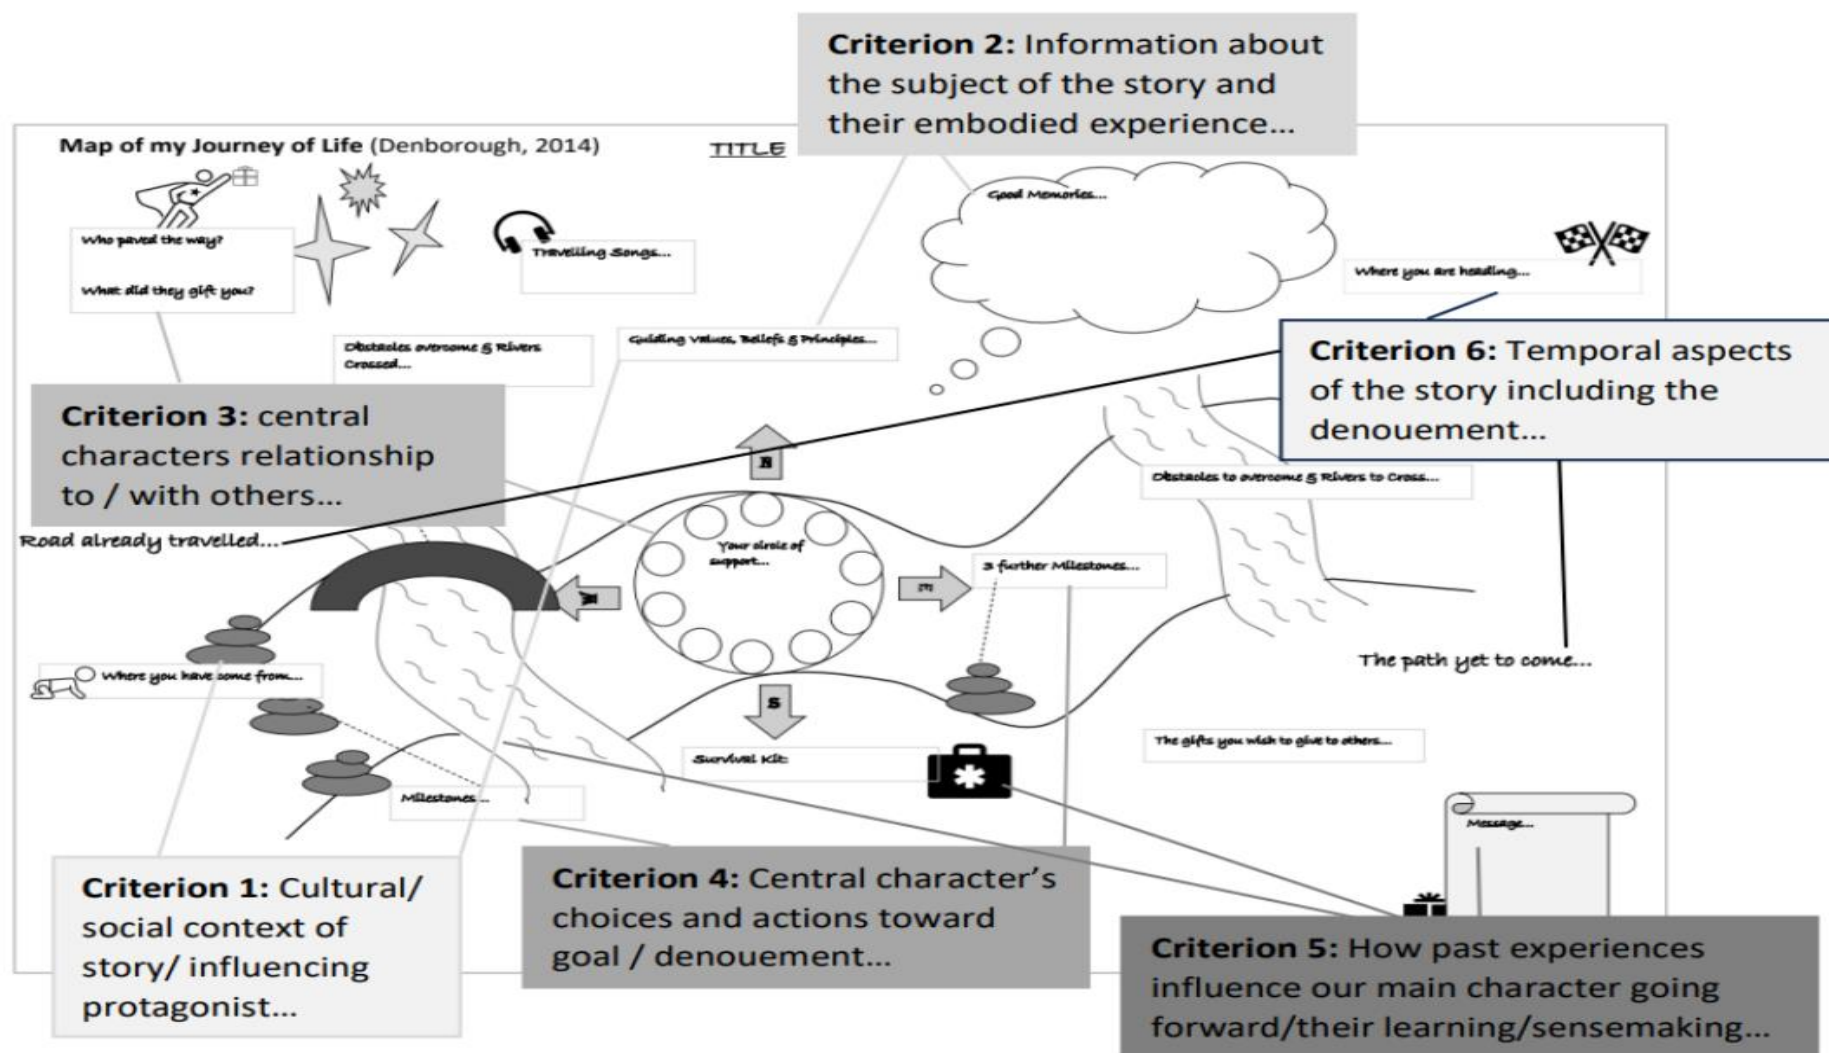 Criterion 2: Information about
the subject of the story and
their embodied experience...
Map of my Journey of Life (Denborough, 2014)
TITLE
Good Memories...
Who paved the way?
What did they gift you?
Travelling Songs...
Where you are heading...
Obstacles overcome & Rivers
Crossed...
Guiding Values, Beliefs & Principles...
Criterion 6: Temporal aspects
of the story including the
denouement...
Criterion 3: central
characters relationship
to / with others...
N
Obstacles to overcome & Rivers to Cross...
Road already travelled...
Your circle of
support...
W
E
3 further Milestones...
Where you have come from...
The path yet to come...
S
Survival Kit:
The gifts you wish to give to others...
Milestones...
Message...
Criterion 1: Cultural/
social context of
story/ influencing
protagonist...
Criterion 4: Central character's
choices and actions toward
goal / denouement...
Criterion 5: How past experiences
influence our main character going
forward/their learning/sensemaking...